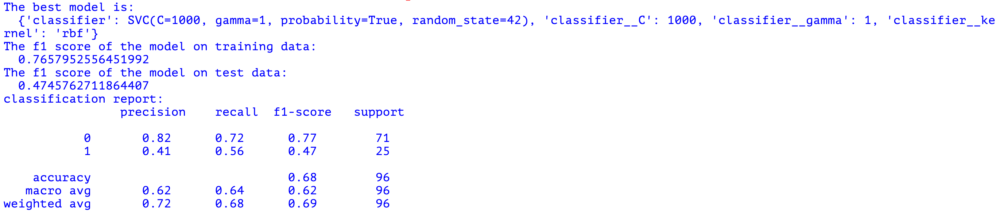 The best model is:
{'classifier': SVC(C=1000, gamma=1, probability=True, random_state=42), 'classifier__C': 1000, 'classifier__gamma': 1, 'classifier__ke
rnel': 'rbf'}
The f1 score of the model on training data:
0.7657952556451992
The f1 score of the model on test data:
0.4745762711864407
classification report:
precision recall f1-score support
0 0.82 0.72 0.77 71
1 0.41 0.56 0.47 25
accuracy 0.68 96
macro avg 0.62 0.64 0.62 96
weighted avg 0.72 0.68 0.69 96